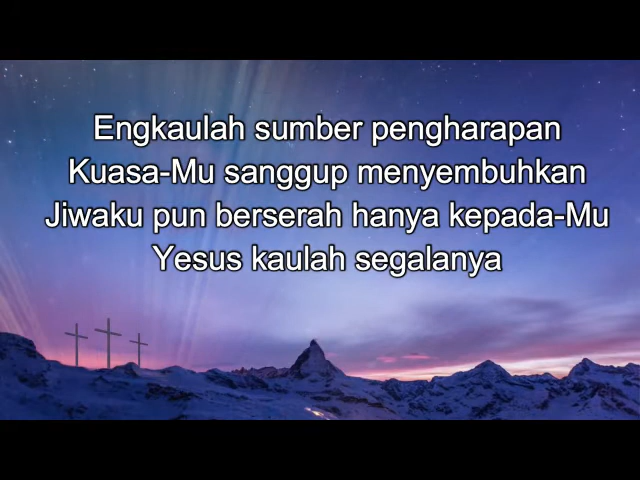 Engkaulah sumber pengharapan
Kuasa-Mu sanggup menyembuhkan
Jiwaku pun berserah hanya kepada-Mu
Yesus kaulah segalanya